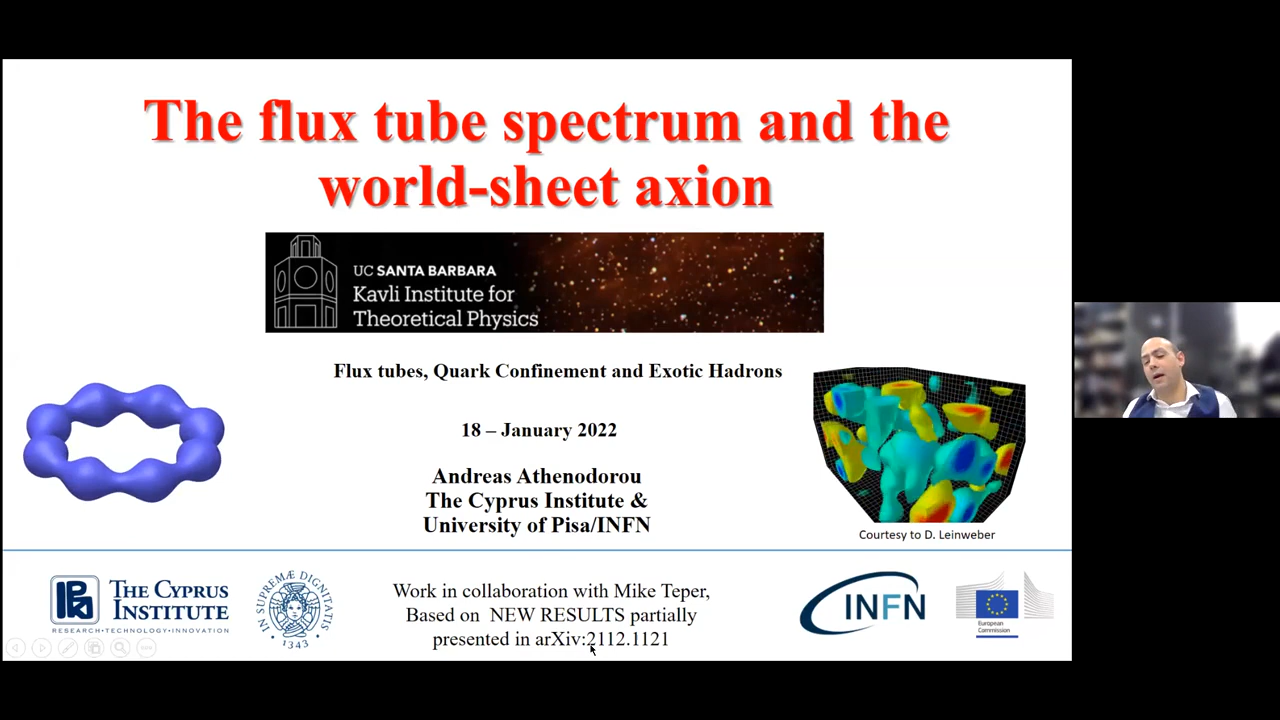 The flux tube spectrum and the
world-sheet axion
UC SANTA BARBARA
Kavli Institute for
Theoretical Physics
Flux tubes, Quark Confinement and Exotic Hadrons
18 – January 2022
Andreas Athenodorou
The Cyprus Institute &
University of Pisa/INFN
Courtesy to D. Leinweber
THE CYPRUS
INSTITUTE
RESEARCH•TECHNOLOGY•INNOVATION
IN SUPREMÆ DIGNITATIS
1343
Work in collaboration with Mike Teper,
Based on NEW RESULTS partially
presented in arXiv:2112.1121
INFN
European
Commission